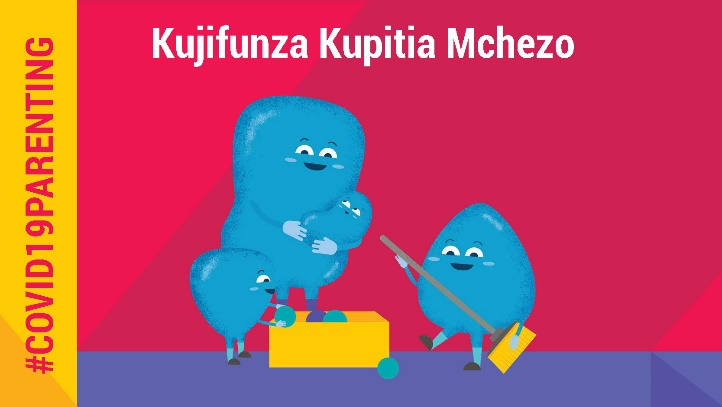 Kujifunza Kupitia Mchezo
#COVID19PARENTING